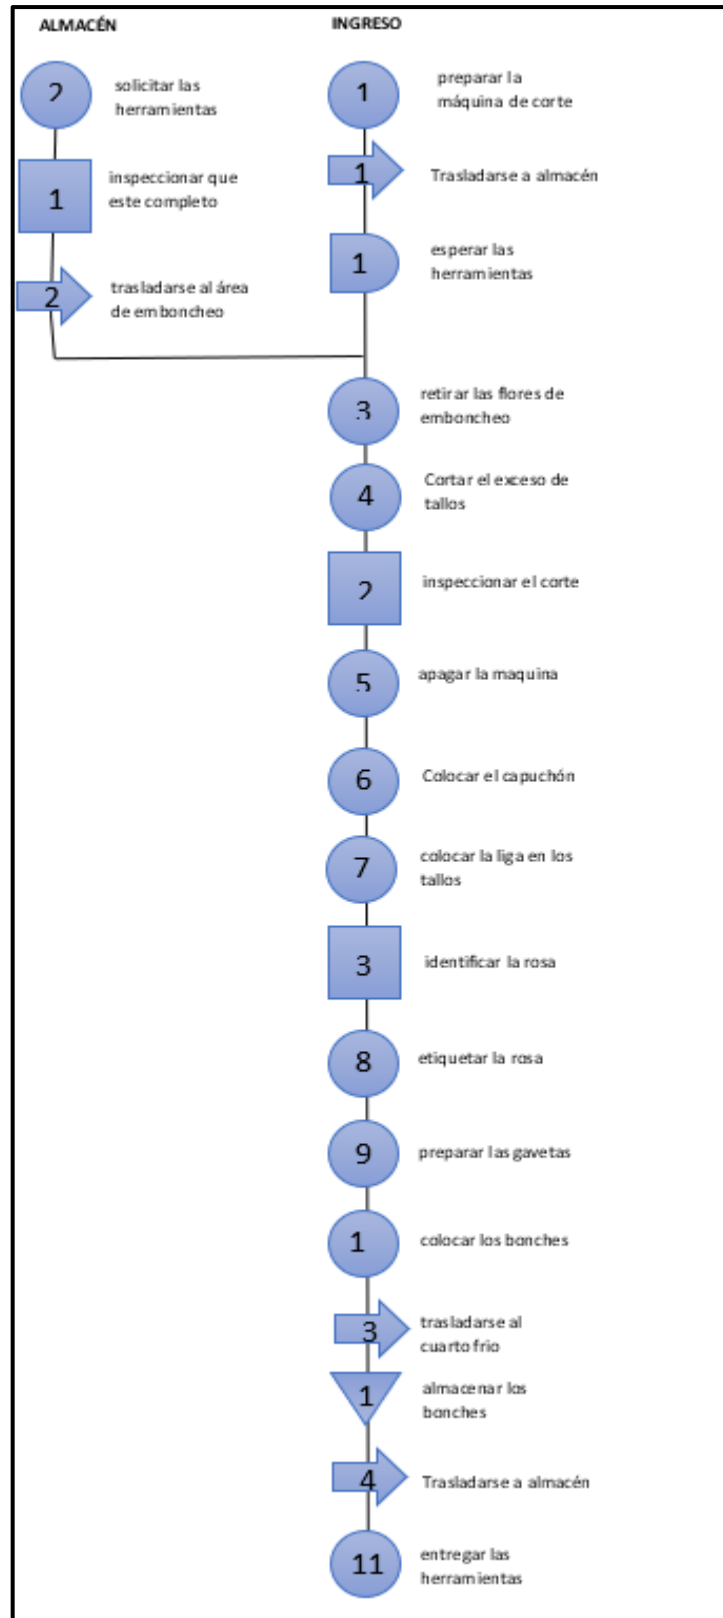 ALMACÉN
INGRESO
2
solicitar las
herramientas
1
preparar la
máquina de corte
1
inspeccionar que
este completo
1
Trasladarse a almacén
2
trasladarse al área
de emboncheo
1
esperar las
herramientas
3
retirar las flores de
emboncheo
4
Cortar el exceso de
tallos
2
inspeccionar el corte
5
apagar la maquina
6
Colocar el capuchón
7
colocar la liga en los
tallos
3
identificar la rosa
8
etiquetar la rosa
9
preparar las gavetas
1
colocar los bonches
3
trasladarse al
cuarto frio
1
almacenar los
bonches
4
Trasladarse a almacén
11
entregar las
herramientas